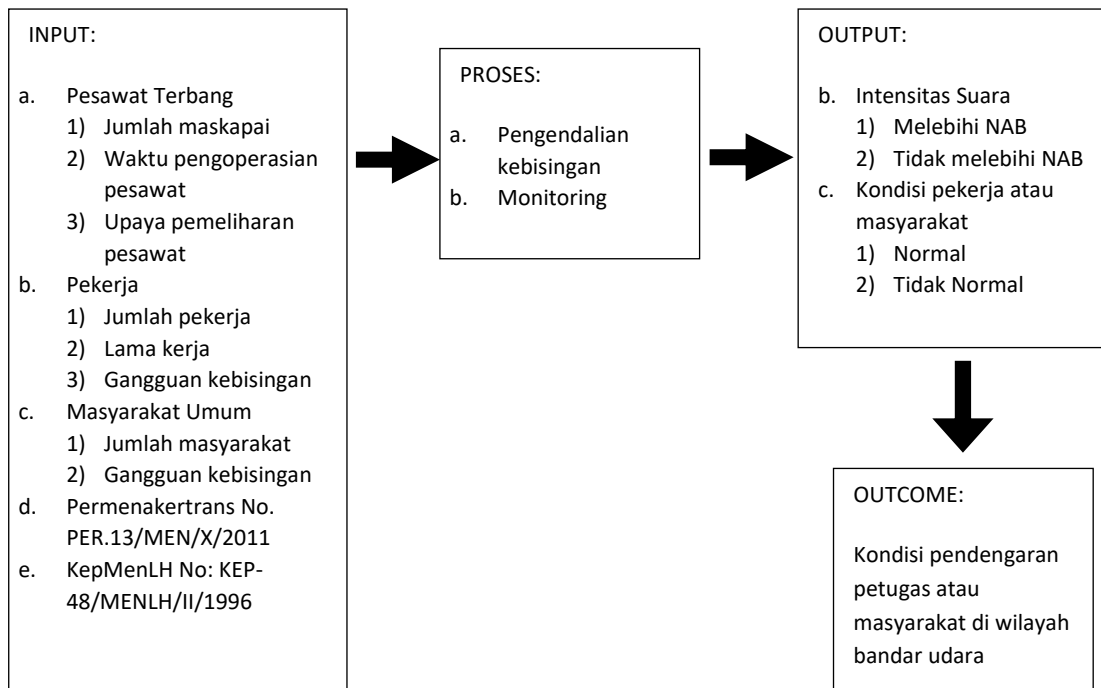 INPUT:
a. Pesawat Terbang
1) Jumlah maskapai
2) Waktu pengoperasian
pesawat
3) Upaya pemeliharan
pesawat
b. Pekerja
1) Jumlah pekerja
2) Lama kerja
3) Gangguan kebisingan
c. Masyarakat Umum
1) Jumlah masyarakat
2) Gangguan kebisingan
d. Permenakertrans No.
PER.13/MEN/X/2011
e. KepMenLH No: KEP-
48/MENLH/II/1996
PROSES:
a. Pengendalian
kebisingan
b. Monitoring
OUTPUT:
b. Intensitas Suara
1) Melebihi NAB
2) Tidak melebihi NAB
c. Kondisi pekerja atau
masyarakat
1) Normal
2) Tidak Normal
OUTCOME:
Kondisi pendengaran
petugas atau
masyarakat di wilayah
bandar udara